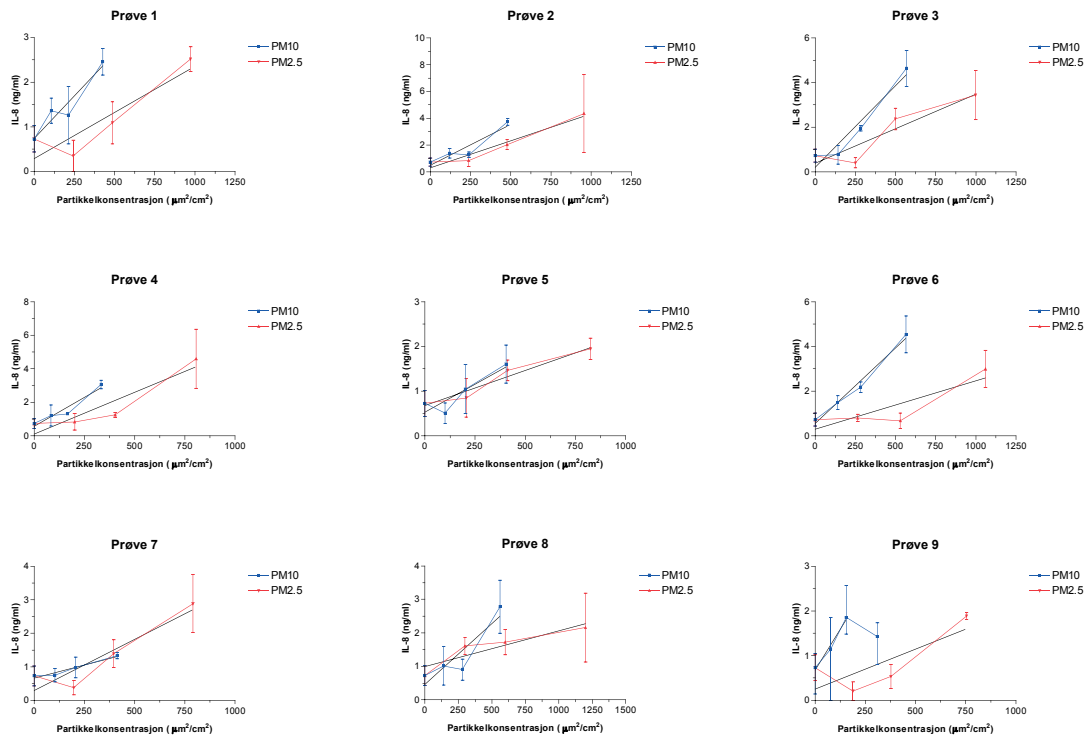 Prøve 1
IL-8 (ng/ml)
3
2
1
0
0 250 500 750 1000 1250
Partikkelkonsentrasjon ( μm²/cm²)
PM10
PM2.5
Prøve 2
IL-8 (ng/ml)
10
8
6
4
2
0
0 250 500 750 1000 1250
Partikkelkonsentrasjon ( μm²/cm²)
PM10
PM2.5
Prøve 3
IL-8 (ng/ml)
6
4
2
0
0 250 500 750 1000 1250
Partikkelkonsentrasjon ( μm²/cm²)
PM10
PM2.5
Prøve 4
IL-8 (ng/ml)
8
6
4
2
0
0 250 500 750 1000
Partikkelkonsentrasjon ( μm²/cm²)
PM10
PM2.5
Prøve 5
IL-8 (ng/ml)
3
2
1
0
0 250 500 750 1000
Partikkelkonsentrasjon ( μm²/cm²)
PM10
PM2.5
Prøve 6
IL-8 (ng/ml)
6
4
2
0
0 250 500 750 1000 1250
Partikkelkonsentrasjon ( μm²/cm²)
PM10
PM2.5
Prøve 7
IL-8 (ng/ml)
4
3
2
1
0
0 250 500 750 1000
Partikkelkonsentrasjon ( μm²/cm²)
PM10
PM2.5
Prøve 8
IL-8 (ng/ml)
4
3
2
1
0
0 250 500 750 1000 1250 1500
Partikkelkonsentrasjon ( μm²/cm²)
PM10
PM2.5
Prøve 9
IL-8 (ng/ml)
3
2
1
0
0 250 500 750 1000
Partikkelkonsentrasjon ( μm²/cm²)
PM10
PM2.5